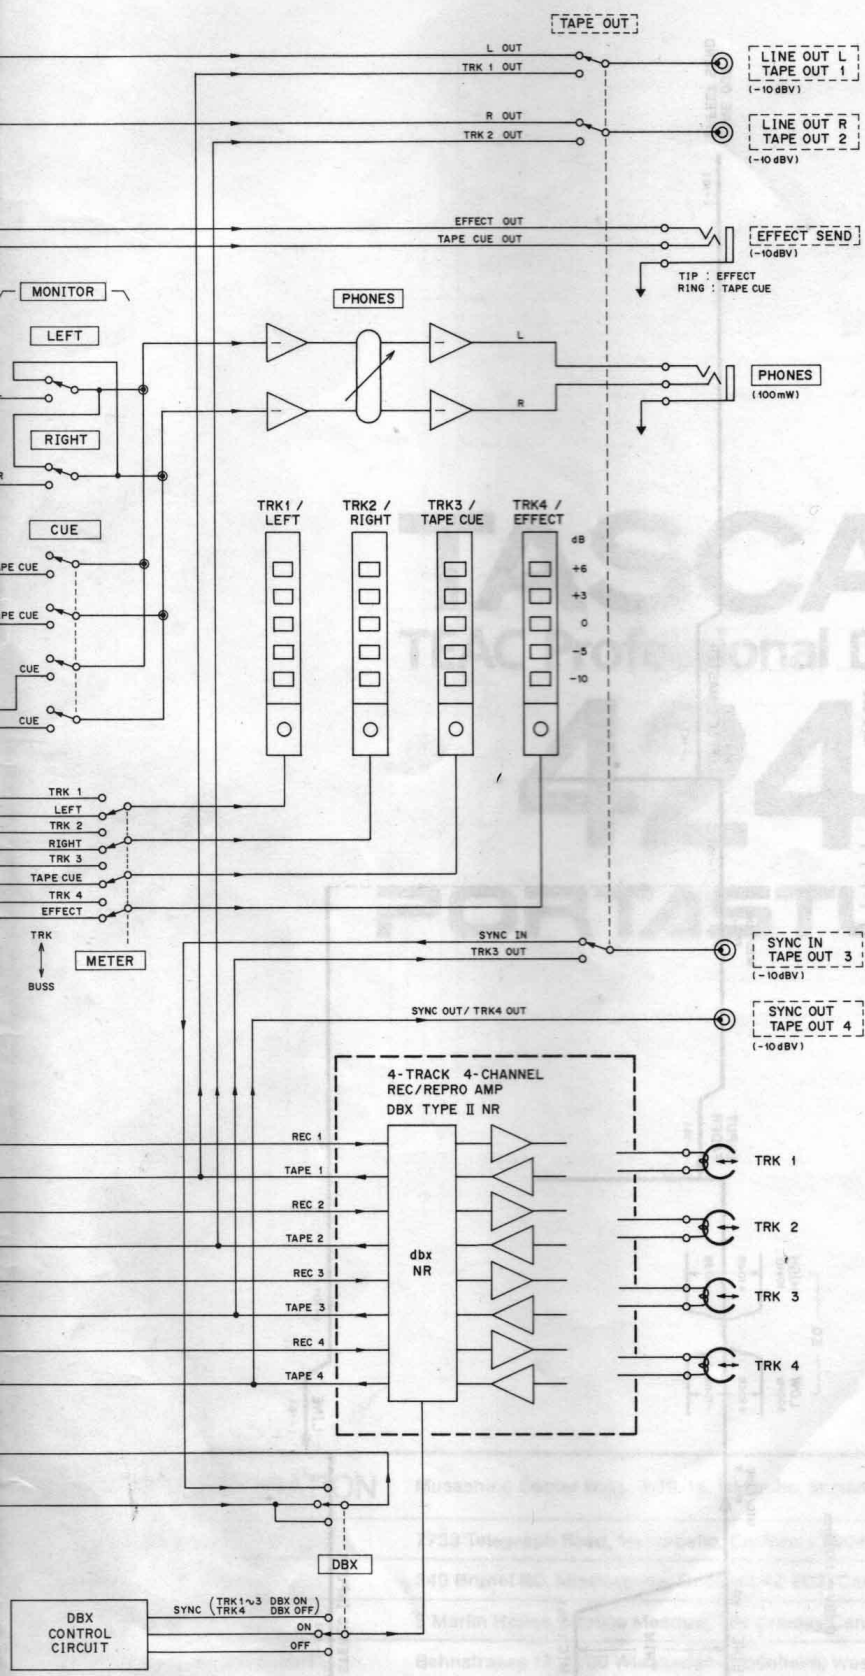 TAPE OUT
L OUT
TRK 1 OUT
LINE OUT L
TAPE OUT 1
(-10dBV)
R OUT
TRK 2 OUT
LINE OUT R
TAPE OUT 2
(-10dBV)
EFFECT OUT
TAPE CUE OUT
EFFECT SEND
(-10dBV)
TIP : EFFECT
RING : TAPE CUE
MONITOR
PHONES
LEFT
L
PHONES
(100mW)
R
RIGHT
R
TRK1 /
LEFT
TRK2 /
RIGHT
TRK3 /
TAPE CUE
TRK4 /
EFFECT
dB
+6
+3
0
-5
-10
CUE
PE CUE
PE CUE
CUE
CUE
TASCA
TEAC Professional D
424
PORTASTU
TRK 1
LEFT
TRK 2
RIGHT
TRK 3
TAPE CUE
TRK 4
EFFECT
TRK
BUSS
METER
SYNC IN
TRK3 OUT
SYNC IN
TAPE OUT 3
(-10dBV)
SYNC OUT/TRK4 OUT
SYNC OUT
TAPE OUT 4
(-10dBV)
4-TRACK 4-CHANNEL
REC/REPRO AMP
DBX TYPE II NR
REC 1
TAPE 1
REC 2
TAPE 2
REC 3
TAPE 3
REC 4
TAPE 4
dbx
NR
TRK 1
TRK 2
TRK 3
TRK 4
DBX
DBX
CONTROL
CIRCUIT
SYNC (TRK1~3 DBX ON
TRK4 DBX OFF)
ON
OFF